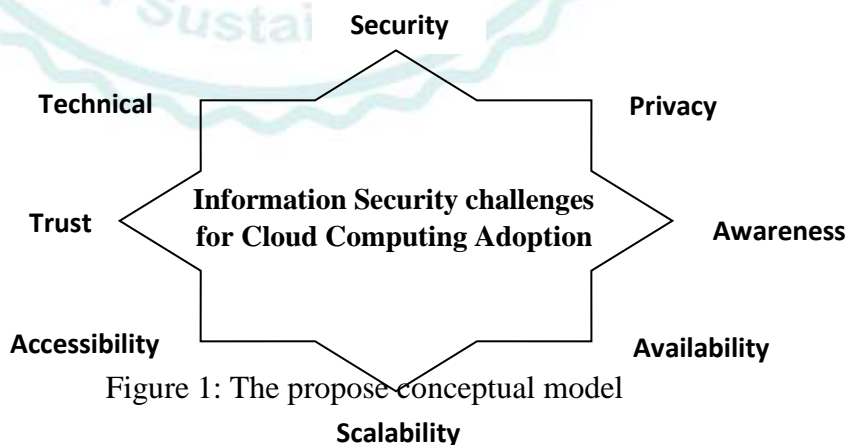 Sustai
Security
Technical
Privacy
Information Security challenges
for Cloud Computing Adoption
Trust
Awareness
Accessibility
Availability
Figure 1: The propose conceptual model
Scalability